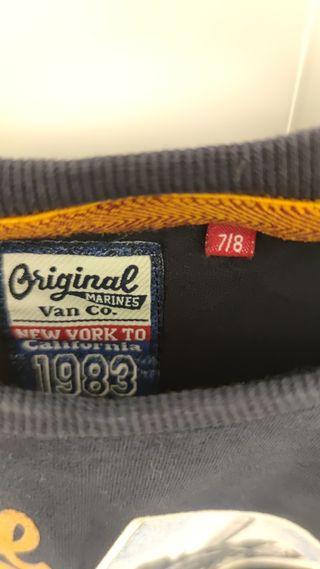 7/8
Original
MARINES
Van Co.
NEW YORK TO
California
1983
e